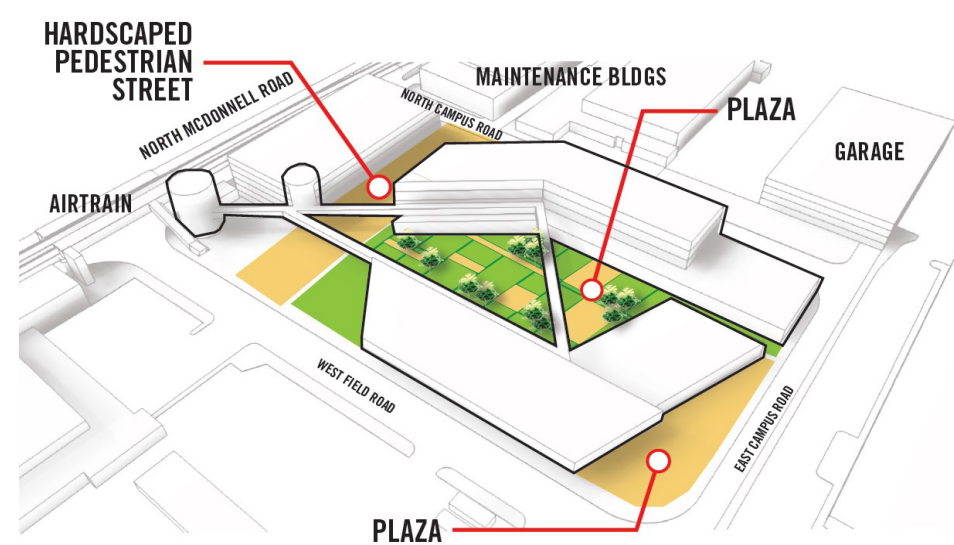 HARDSCAPED
PEDESTRIAN
STREET
NORTH MCDONNELL ROAD
MAINTENANCE BLDGS
NORTH CAMPUS ROAD
PLAZA
GARAGE
AIRTRAIN
WEST FIELD ROAD
EAST CAMPUS ROAD
PLAZA